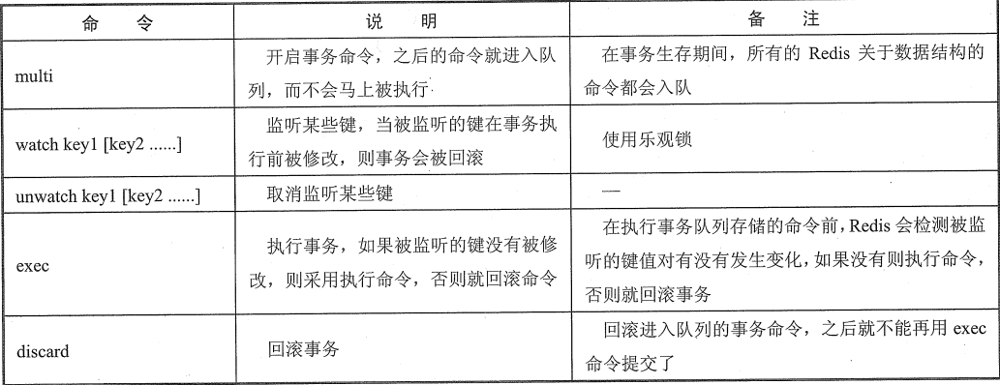 命 令
说 明
备 注
multi
开启事务命令，之后的命令就进入队
列，而不会马上被执行
在事务生存期间，所有的 Redis 关于数据结构的
命令都会入队
watch key1 [key2 ......]
监听某些键，当被监听的键在事务执
行前被修改，则事务会被回滚
使用乐观锁
unwatch key1 [key2 ......]
取消监听某些键
—
exec
执行事务，如果被监听的键没有被修
改，则采用执行命令，否则就回滚命令
在执行事务队列存储的命令前，Redis 会检测被监
听的键值对有没有发生变化，如果没有则执行命令，
否则就回滚事务
discard
回滚事务
回滚进入队列的事务命令，之后就不能再用 exec
命令提交了